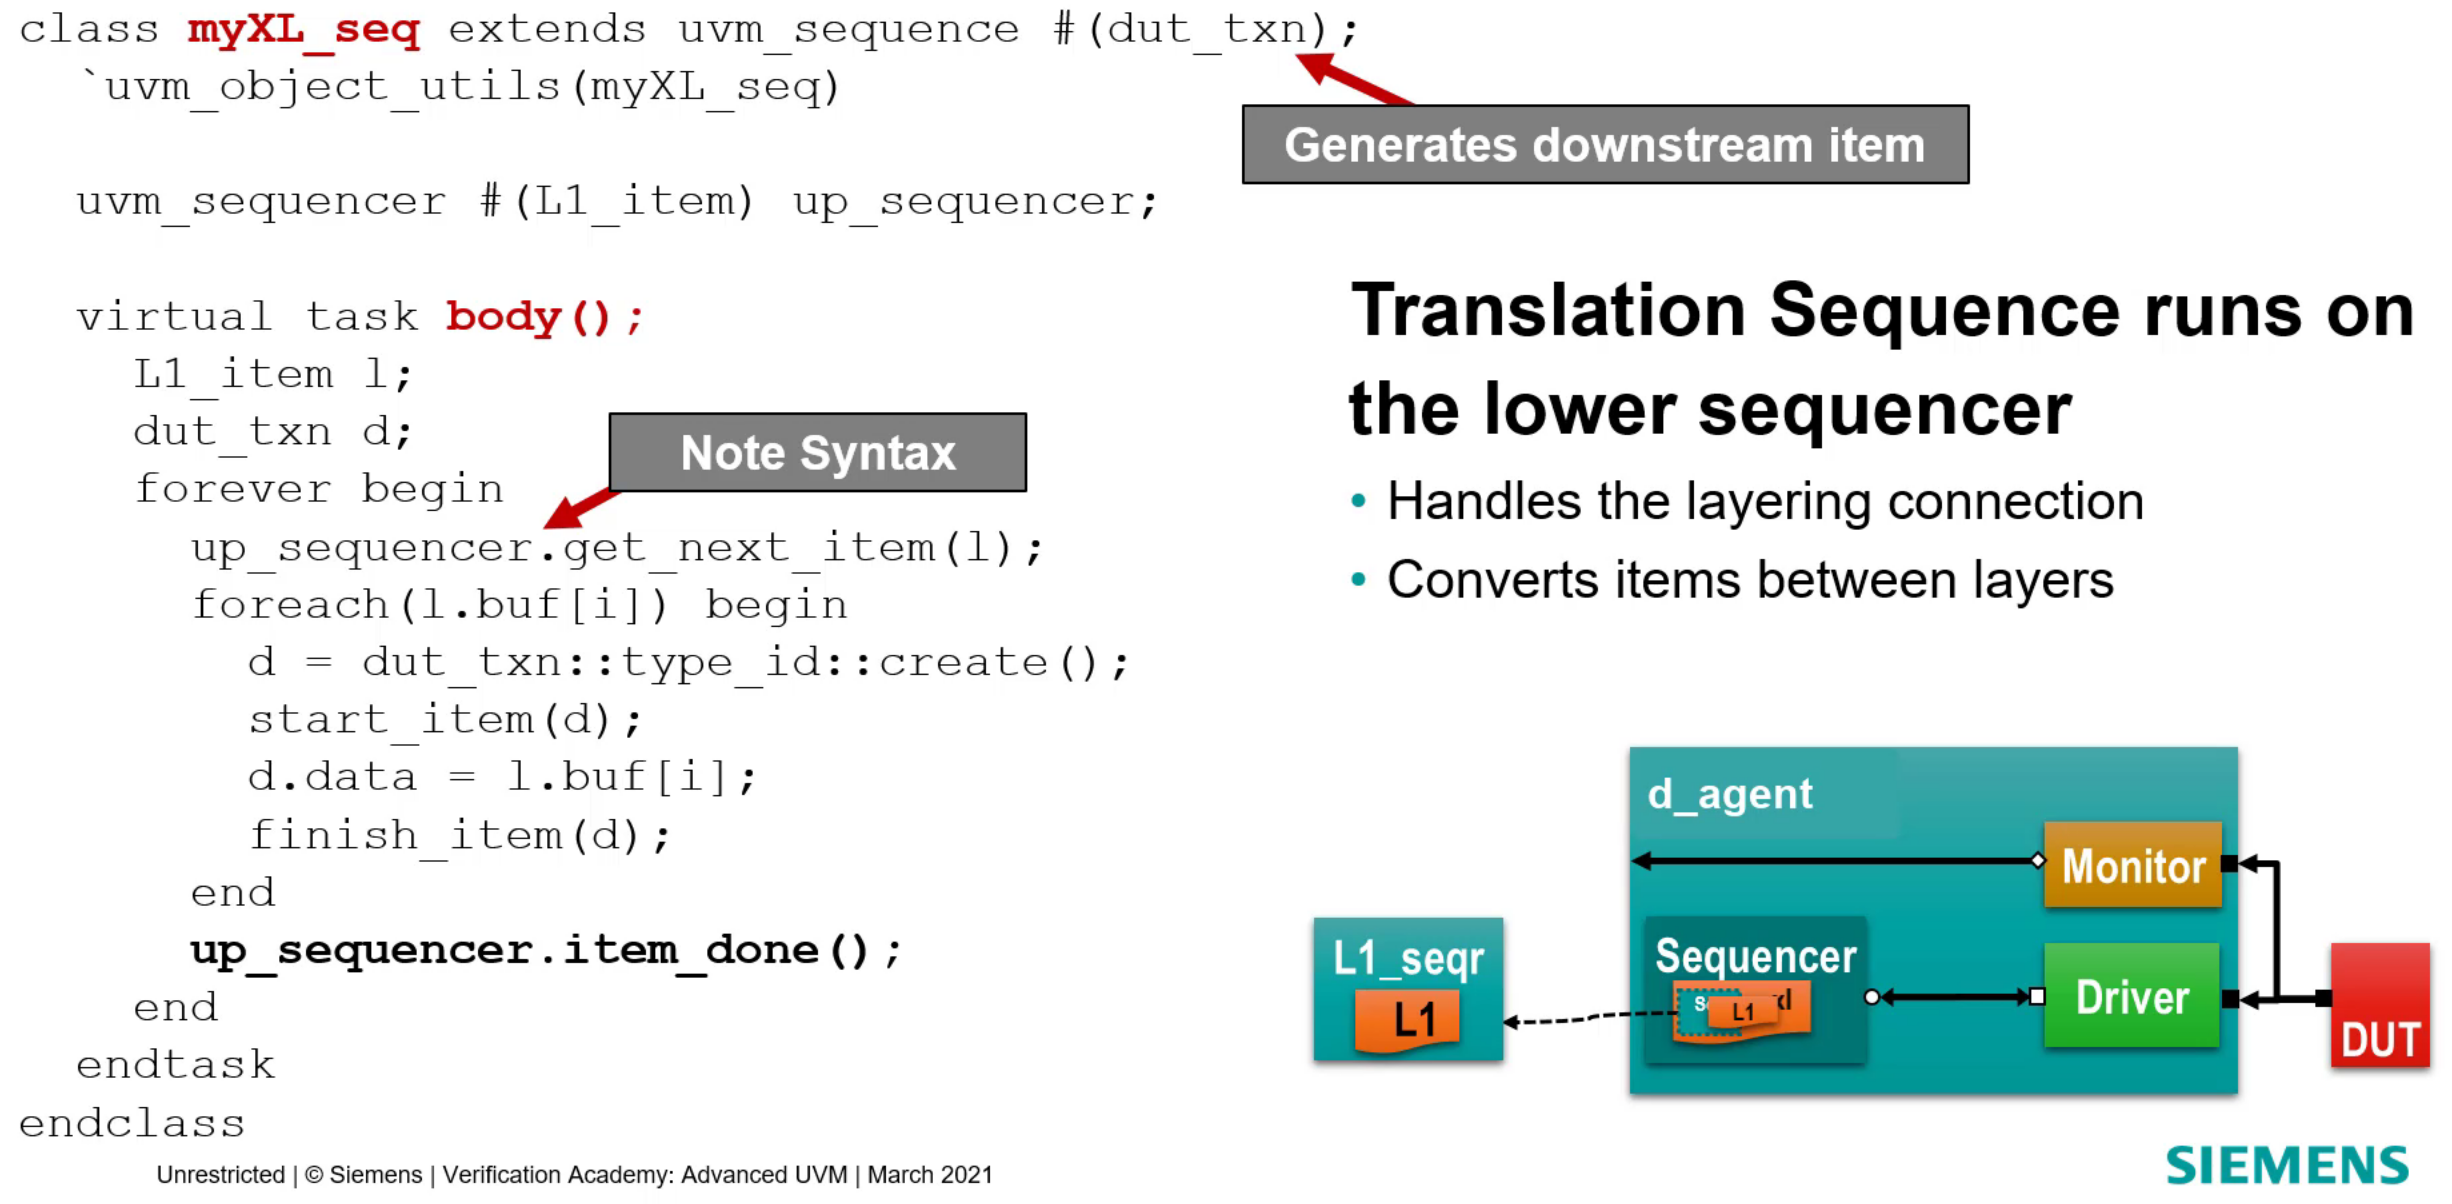 class myXL_seq extends uvm_sequence #(dut_txn);
`uvm_object_utils(myXL_seq)
Generates downstream item
uvm_sequencer #(L1_item) up_sequencer;
virtual task body();
L1_item l;
dut_txn d;
forever begin
Note Syntax
up_sequencer.get_next_item(l);
foreach(l.buf[i]) begin
d = dut_txn::type_id::create();
start_item(d);
d.data = l.buf[i];
finish_item(d);
end
up_sequencer.item_done();
end
endtask
endclass
Translation Sequence runs on
the lower sequencer
• Handles the layering connection
• Converts items between layers
d_agent
Monitor
L1_seqr
L1
Sequencer
L1
Driver
DUT
Unrestricted | © Siemens | Verification Academy: Advanced UVM | March 2021
SIEMENS